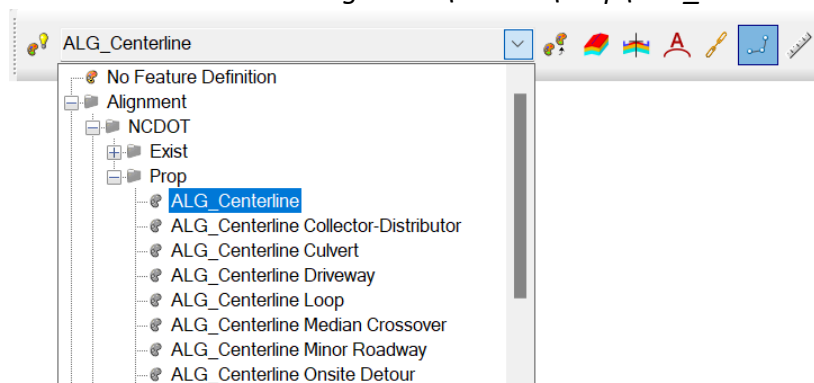 ALG_Centerline
No Feature Definition
Alignment
NCDOT
Exist
Prop
ALG_Centerline
ALG_Centerline Collector-Distributor
ALG_Centerline Culvert
ALG_Centerline Driveway
ALG_Centerline Loop
ALG_Centerline Median Crossover
ALG_Centerline Minor Roadway
ALG_Centerline Onsite Detour